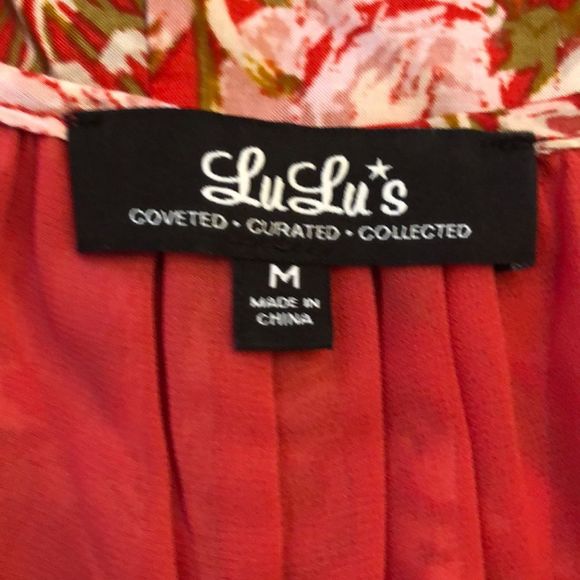 LuLu*s
COVETED • CURATED • COLLECTED
M
MADE IN
CHINA